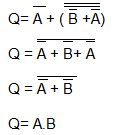 Q= A + ( B +A)
Q = A + B+ A
Q = A + B
Q= A.B